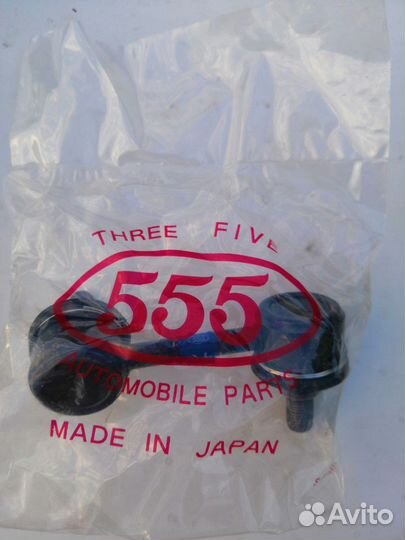 THREE FIVE
555
AUTOMOBILE PARTS
MADE IN JAPAN
Avito